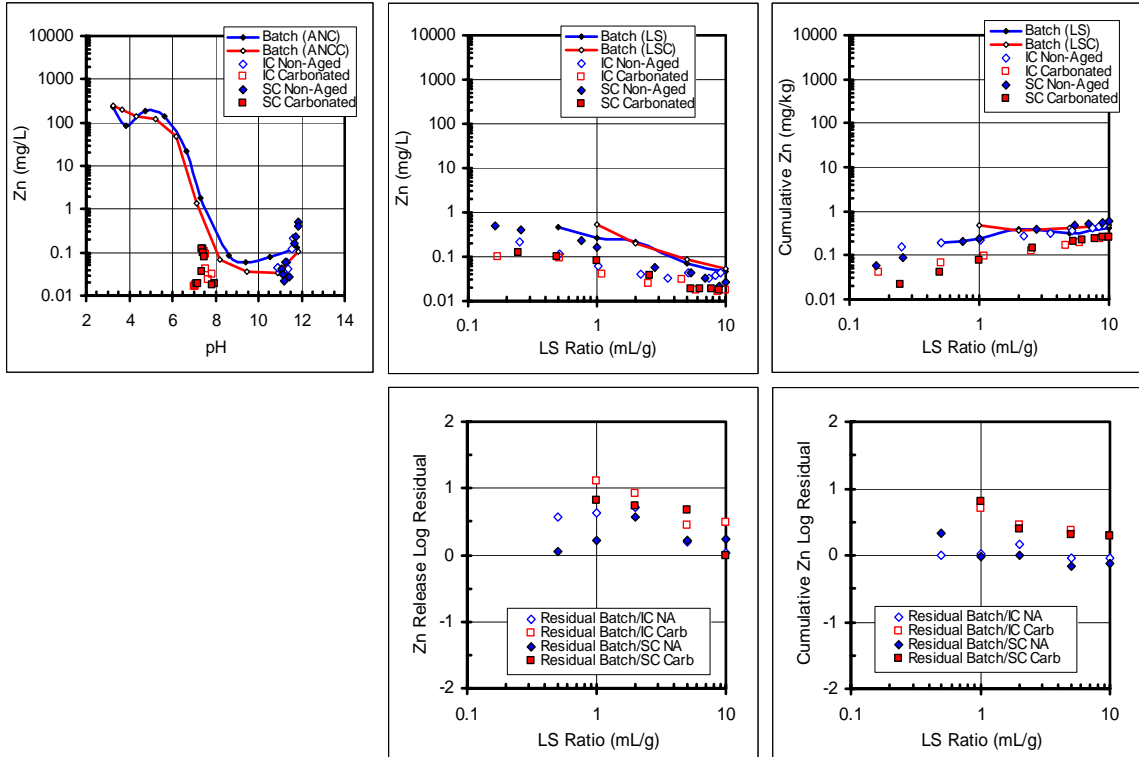 10000
1000
100
10
1
0.1
0.01
Zn (mg/L)
Batch (ANC)
Batch (ANCC)
IC Non-Aged
IC Carbonated
SC Non-Aged
SC Carbonated
2 4 6 8 10 12 14
pH
10000
1000
100
10
1
0.1
0.01
Zn (mg/L)
Batch (LS)
Batch (LSC)
IC Non-Aged
IC Carbonated
SC Non-Aged
SC Carbonated
0.1 1 10
LS Ratio (mL/g)
10000
1000
100
10
1
0.1
0.01
Cumulative Zn (mg/kg)
Batch (LS)
Batch (LSC)
IC Non-Aged
IC Carbonated
SC Non-Aged
SC Carbonated
0.1 1 10
LS Ratio (mL/g)
2
1
0
-1
-2
Zn Release Log Residual
Residual Batch/IC NA
Residual Batch/IC Carb
Residual Batch/SC NA
Residual Batch/SC Carb
0.1 1 10
LS Ratio (mL/g)
2
1
0
-1
-2
Cumulative Zn Log Residual
Residual Batch/IC NA
Residual Batch/IC Carb
Residual Batch/SC NA
Residual Batch/SC Carb
0.1 1 10
LS Ratio (mL/g)